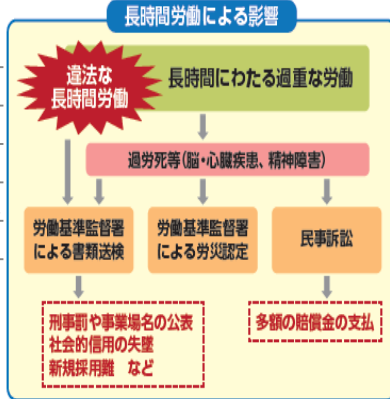 長時間労働による影響
違法な
長時間労働
長時間にわたる過重な労働
過労死等(脳・心臓疾患、精神障害)
労働基準監督署
による書類送検
労働基準監督署
による労災認定
民事訴訟
刑事罰や事業場名の公表
社会的信用の失墜
新規採用難　など
多額の賠償金の支払